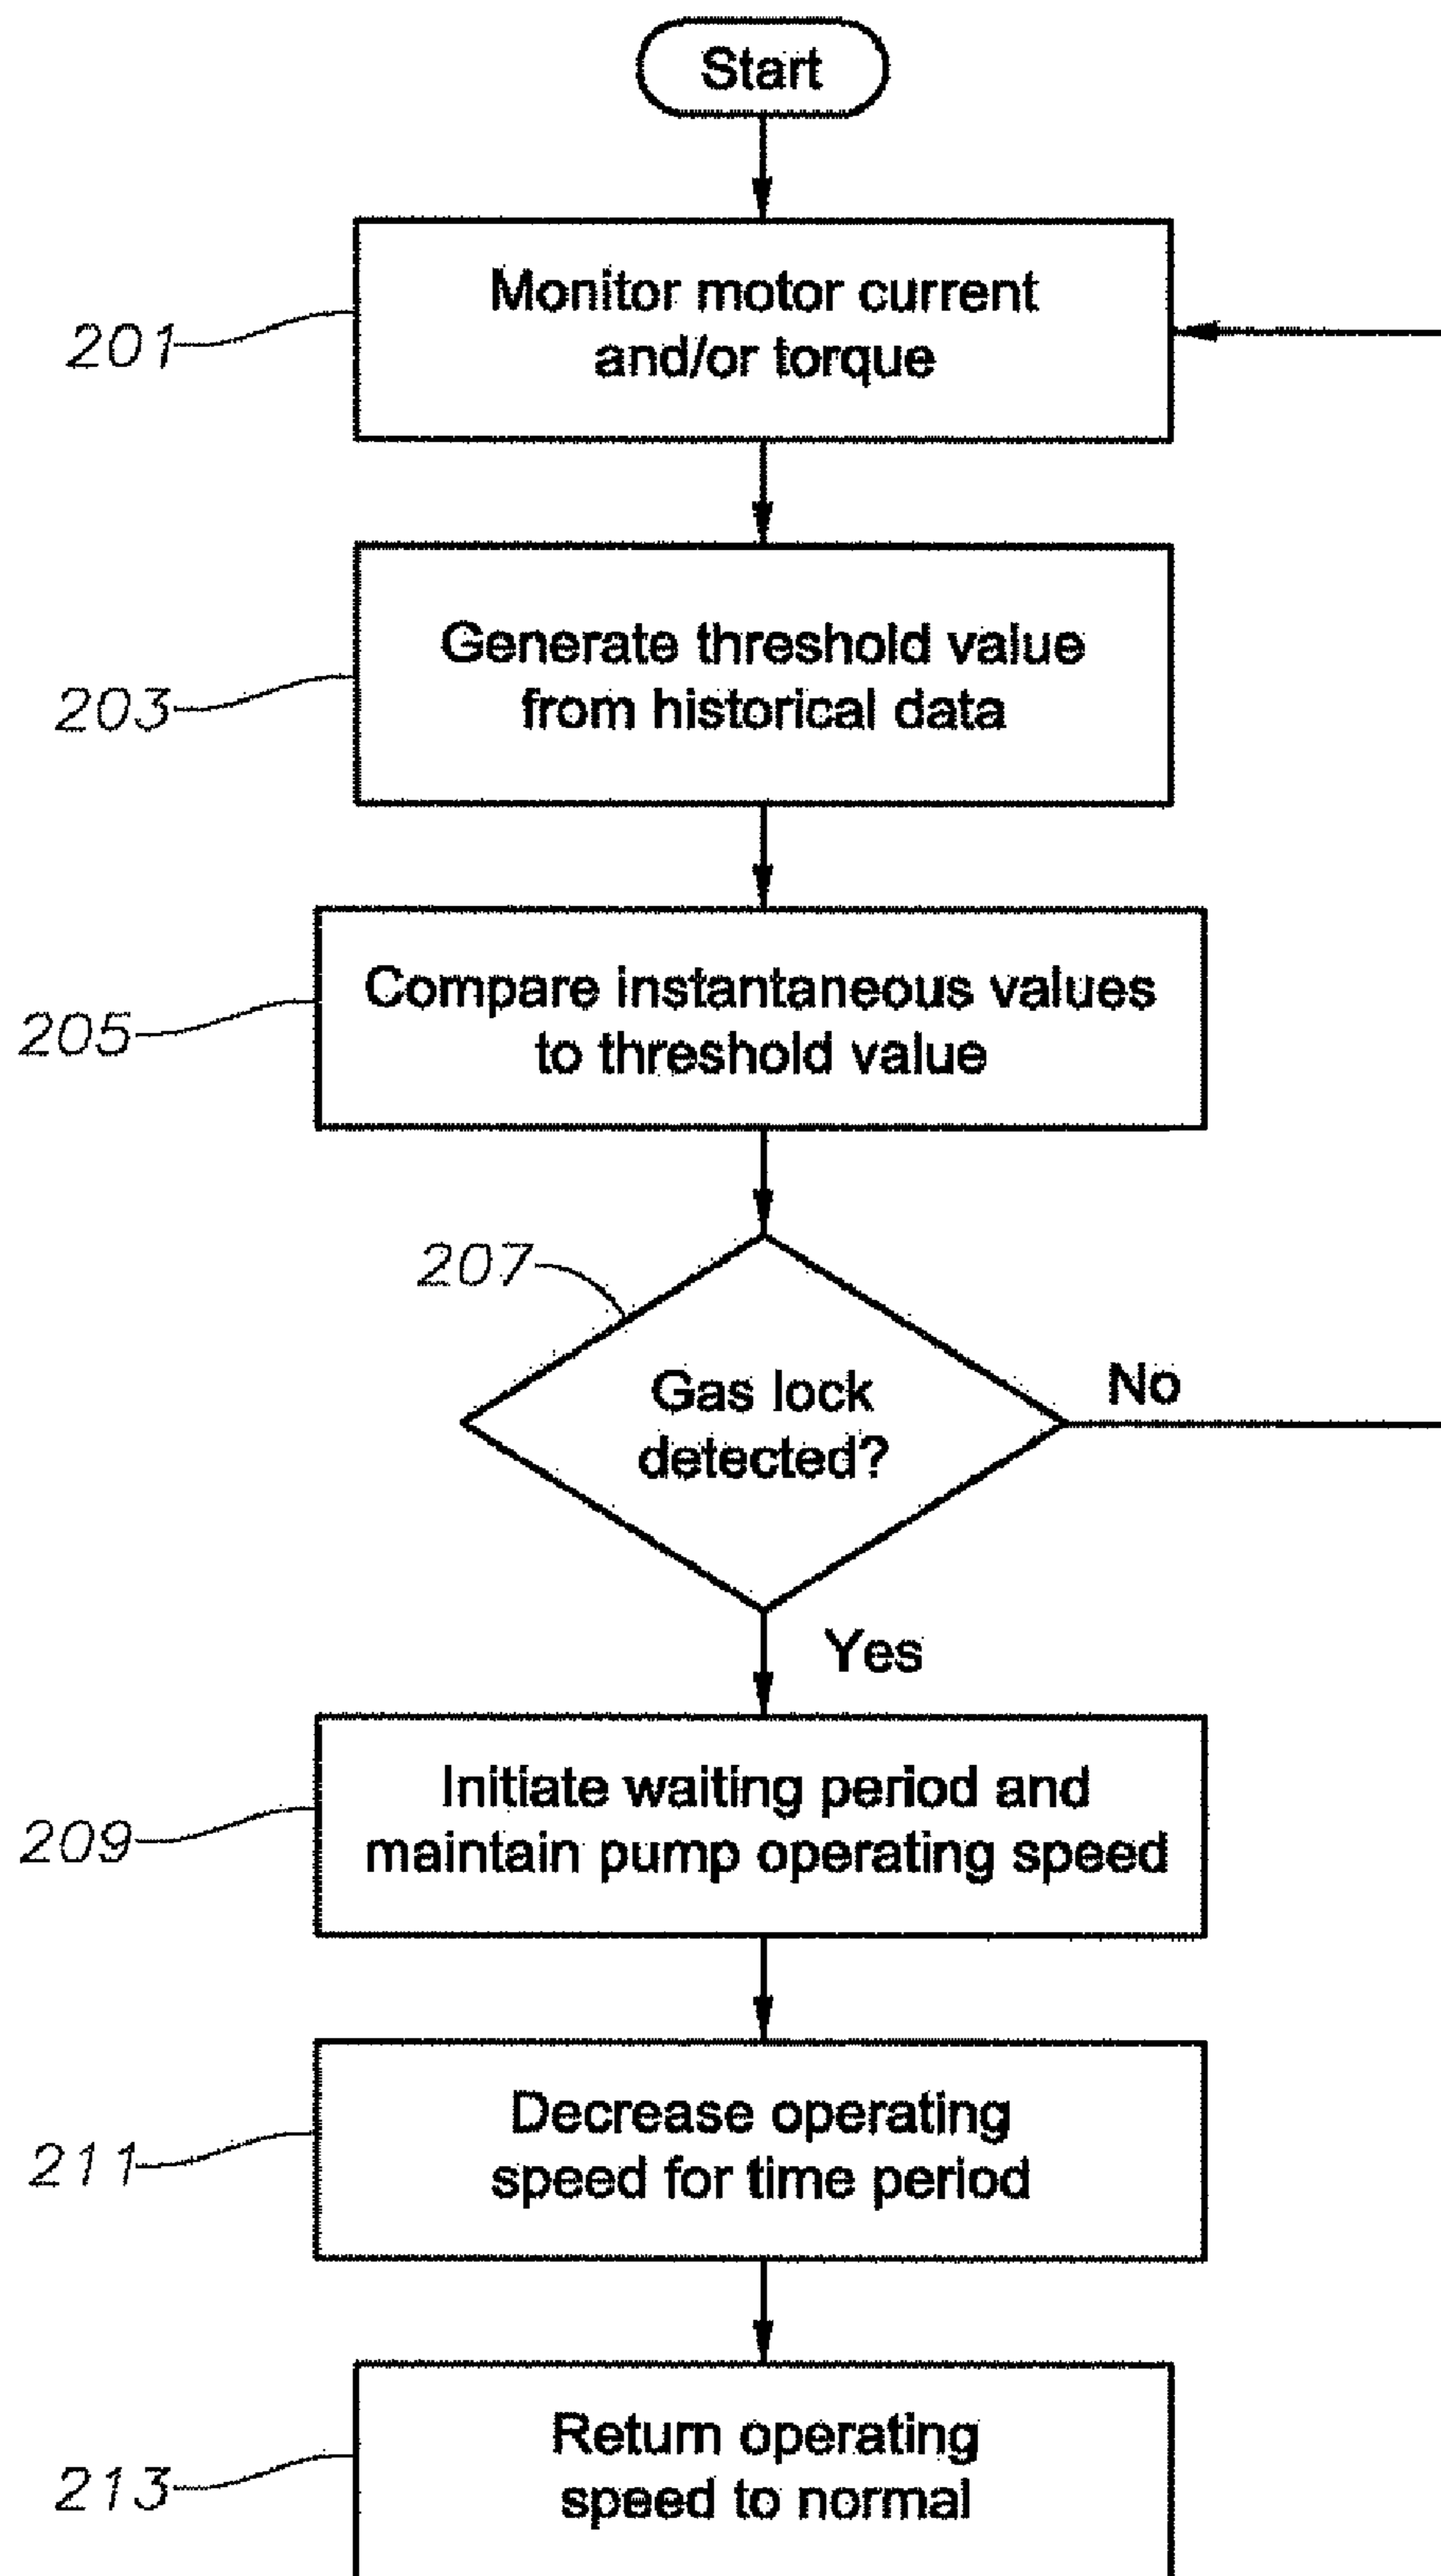 Start
Monitor motor current
and/or torque
201
Generate threshold value
from historical data
203
Compare instantaneous values
to threshold value
205
207
Gas lock
detected?
No
Yes
Initiate waiting period and
maintain pump operating speed
209
Decrease operating
speed for time period
211
Return operating
speed to normal
213